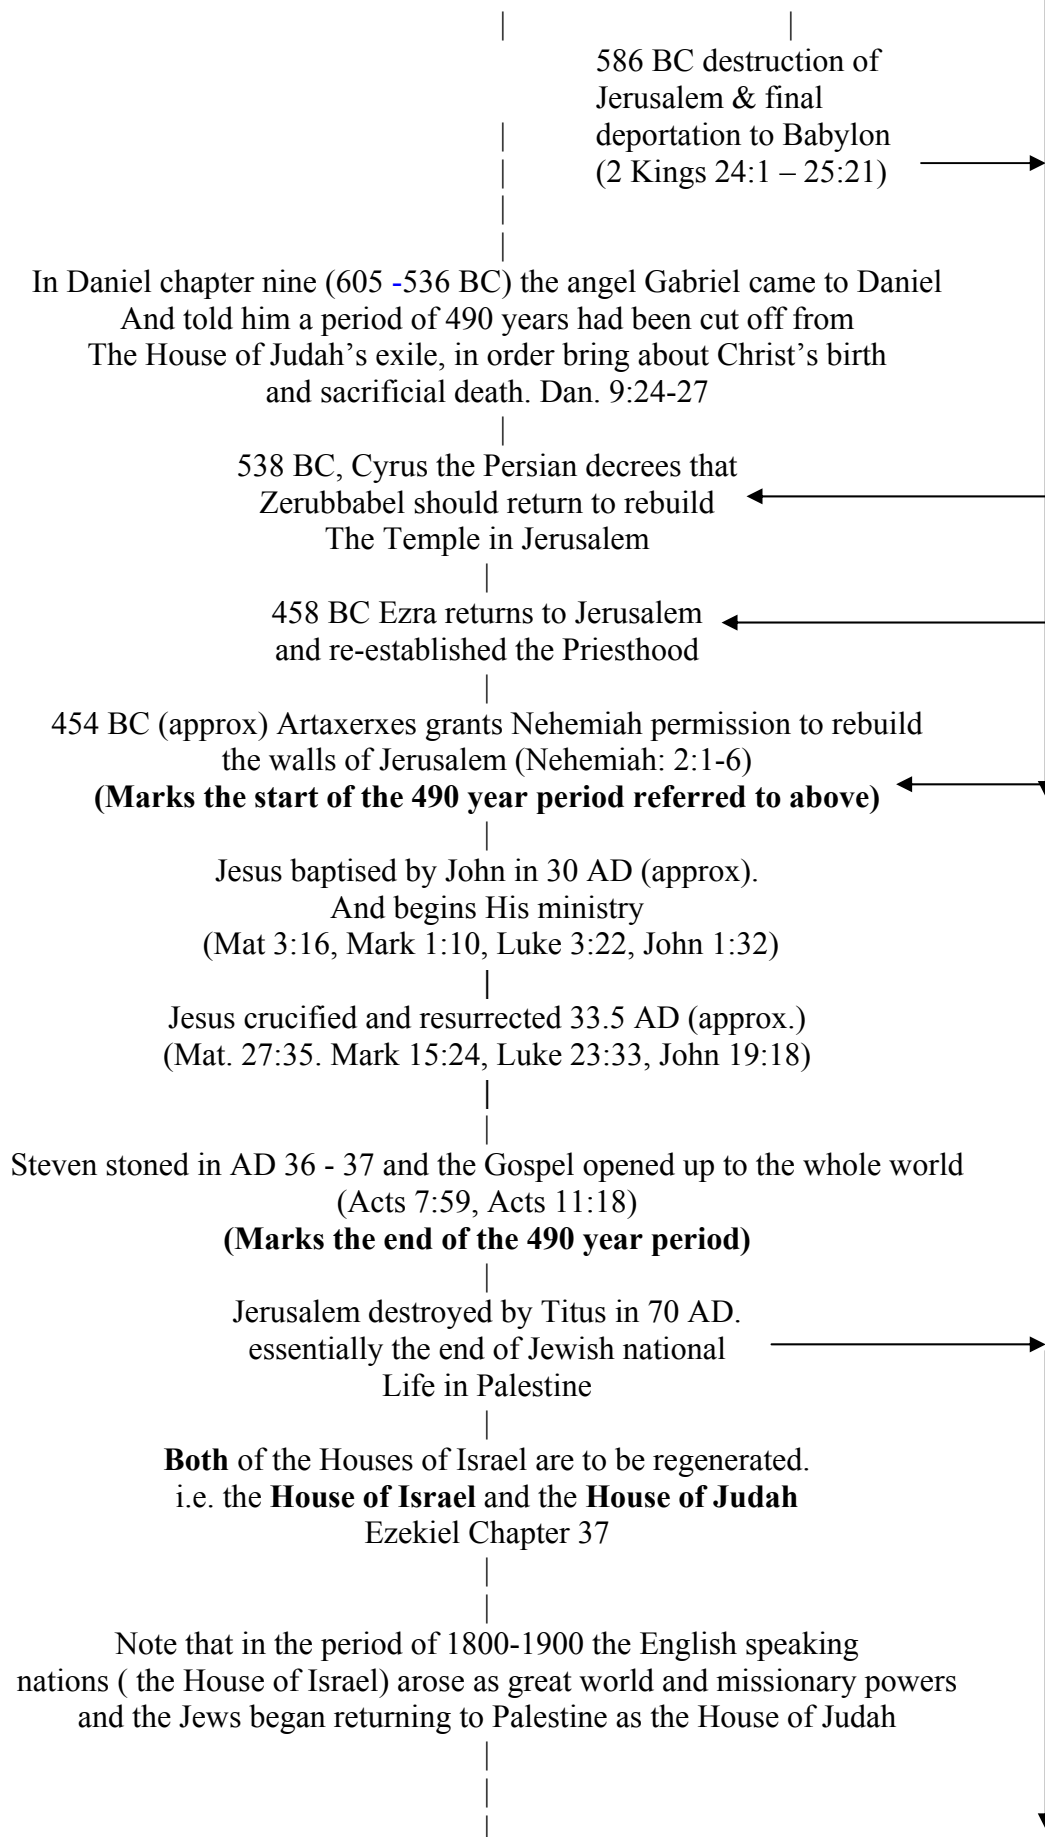 586 BC destruction of
Jerusalem & final
deportation to Babylon
(2 Kings 24:1 – 25:21)
In Daniel chapter nine (605 -536 BC) the angel Gabriel came to Daniel
And told him a period of 490 years had been cut off from
The House of Judah’s exile, in order bring about Christ’s birth
and sacrificial death. Dan. 9:24-27
538 BC, Cyrus the Persian decrees that
Zerubbabel should return to rebuild
The Temple in Jerusalem
458 BC Ezra returns to Jerusalem
and re-established the Priesthood
454 BC (approx) Artaxerxes grants Nehemiah permission to rebuild
the walls of Jerusalem (Nehemiah: 2:1-6)
(Marks the start of the 490 year period referred to above)
Jesus baptised by John in 30 AD (approx).
And begins His ministry
(Mat 3:16, Mark 1:10, Luke 3:22, John 1:32)
Jesus crucified and resurrected 33.5 AD (approx.)
(Mat. 27:35. Mark 15:24, Luke 23:33, John 19:18)
Steven stoned in AD 36 - 37 and the Gospel opened up to the whole world
(Acts 7:59, Acts 11:18)
(Marks the end of the 490 year period)
Jerusalem destroyed by Titus in 70 AD.
essentially the end of Jewish national
Life in Palestine
Both of the Houses of Israel are to be regenerated.
i.e. the House of Israel and the House of Judah
Ezekiel Chapter 37
Note that in the period of 1800-1900 the English speaking
nations ( the House of Israel) arose as great world and missionary powers
and the Jews began returning to Palestine as the House of Judah